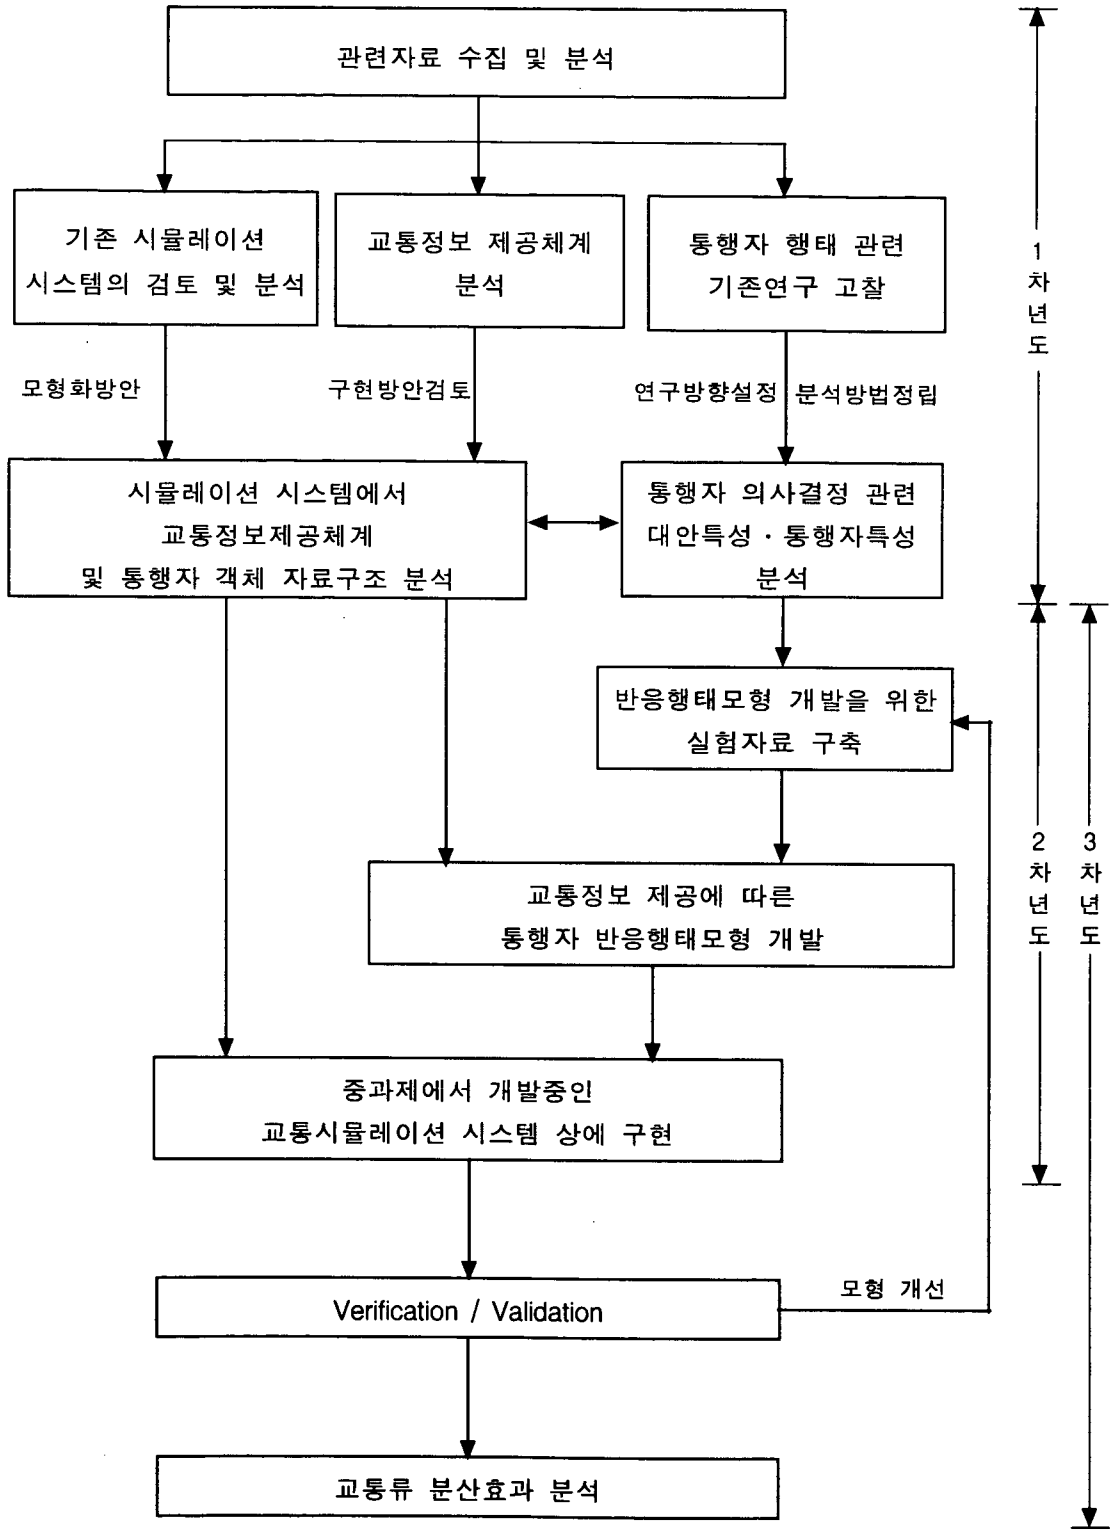 관련자료 수집 및 분석
기존 시뮬레이션
시스템의 검토 및 분석
교통정보 제공체계
분석
통행자 행태 관련
기존연구 고찰
1
차
년
도
모형화방안
구현방안검토
연구방향설정
분석방법정립
시뮬레이션 시스템에서
교통정보제공체계
및 통행자 객체 자료구조 분석
통행자 의사결정 관련
대안특성 · 통행자특성
분석
반응행태모형 개발을 위한
실험자료 구축
2
차
년
도
3
차
년
도
교통정보 제공에 따른
통행자 반응행태모형 개발
중과제에서 개발중인
교통시뮬레이션 시스템 상에 구현
Verification / Validation
모형 개선
교통류 분산효과 분석